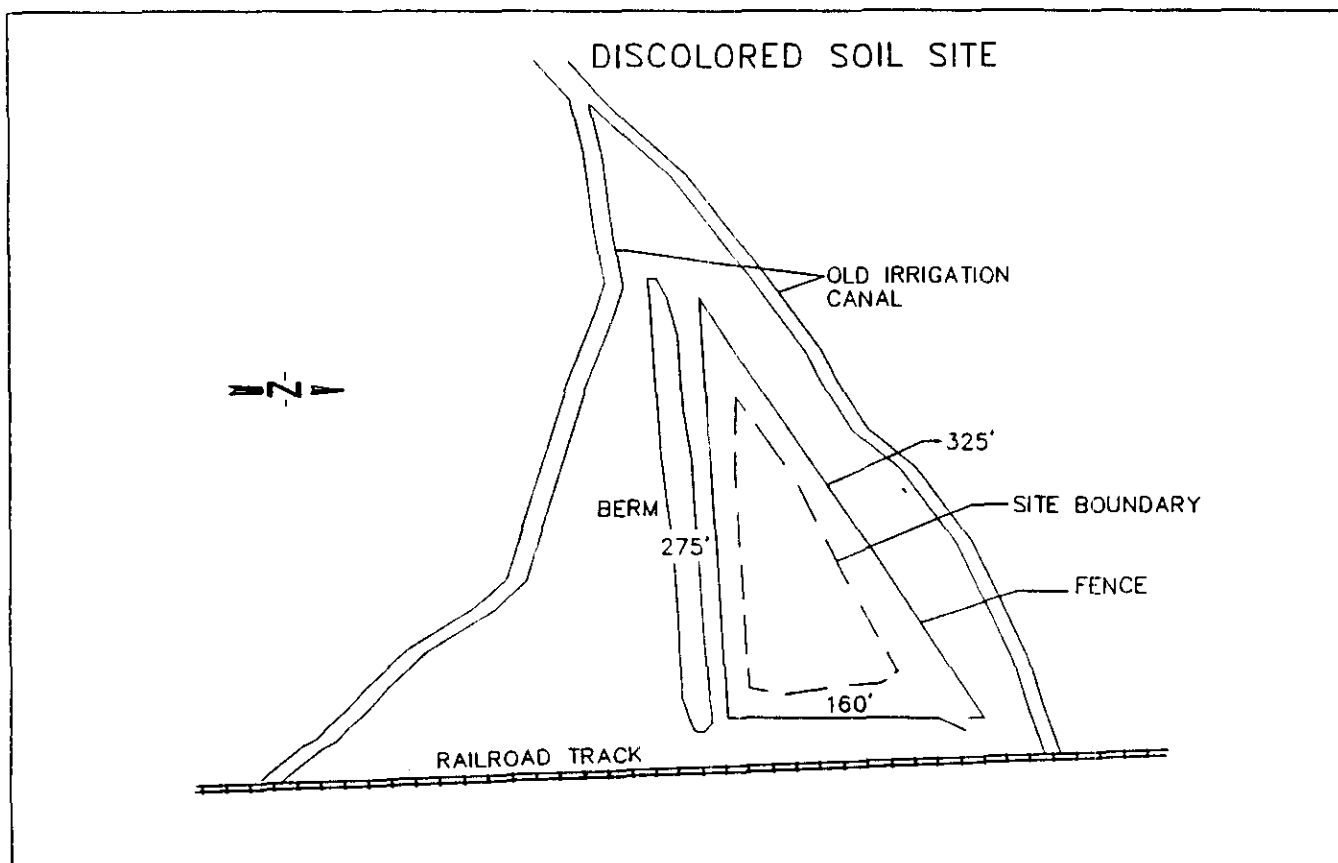 DISCOLORED SOIL SITE
OLD IRRIGATION
CANAL
N
325'
BERM
SITE BOUNDARY
275'
FENCE
160'
RAILROAD TRACK